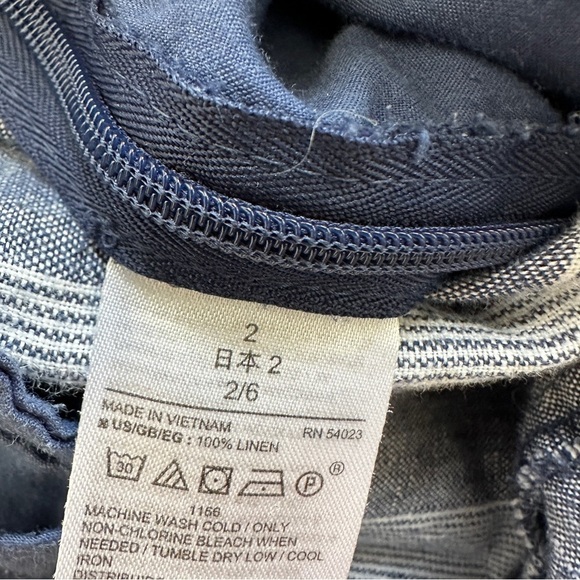 2
日本 2
2/6
MADE IN VIETNAM RN 54023
* US/GB/EG : 100% LINEN
30 P ®
1166
MACHINE WASH COLD / ONLY
NON-CHLORINE BLEACH WHEN
NEEDED / TUMBLE DRY LOW / COOL
IRON